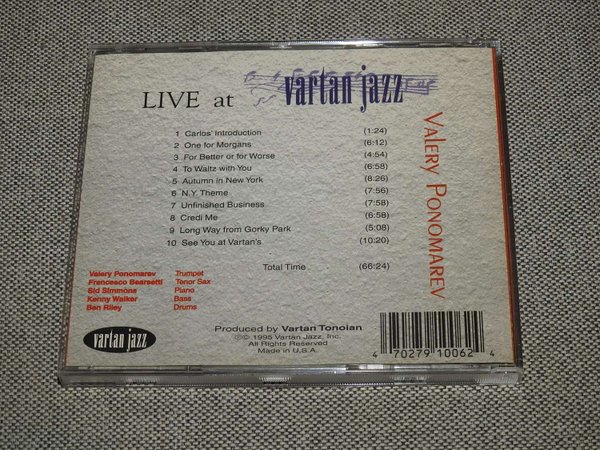 LIVE at vartan jazz
1 Carlos' Introduction (1:24)
2 One for Morgans (6:12)
3 For Better or for Worse (4:54)
4 To Waltz with You (6:58)
5 Autumn in New York (8:26)
6 N.Y. Theme (7:56)
7 Unfinished Business (7:58)
8 Credi Me (6:58)
9 Long Way from Gorky Park (5:08)
10 See You at Vartan's (10:20)
Total Time (66:24)
VALERY PONOMAREV
Valery Ponomarev Trumpet
Francesco Bearsetti Tenor Sax
Sid Simmons Piano
Kenny Walker Bass
Ben Riley Drums
vartan jazz
Produced by Vartan Tonoian
℗© 1995 Vartan Jazz, Inc.
All Rights Reserved
Made in U.S.A.
4 70279 10062 4